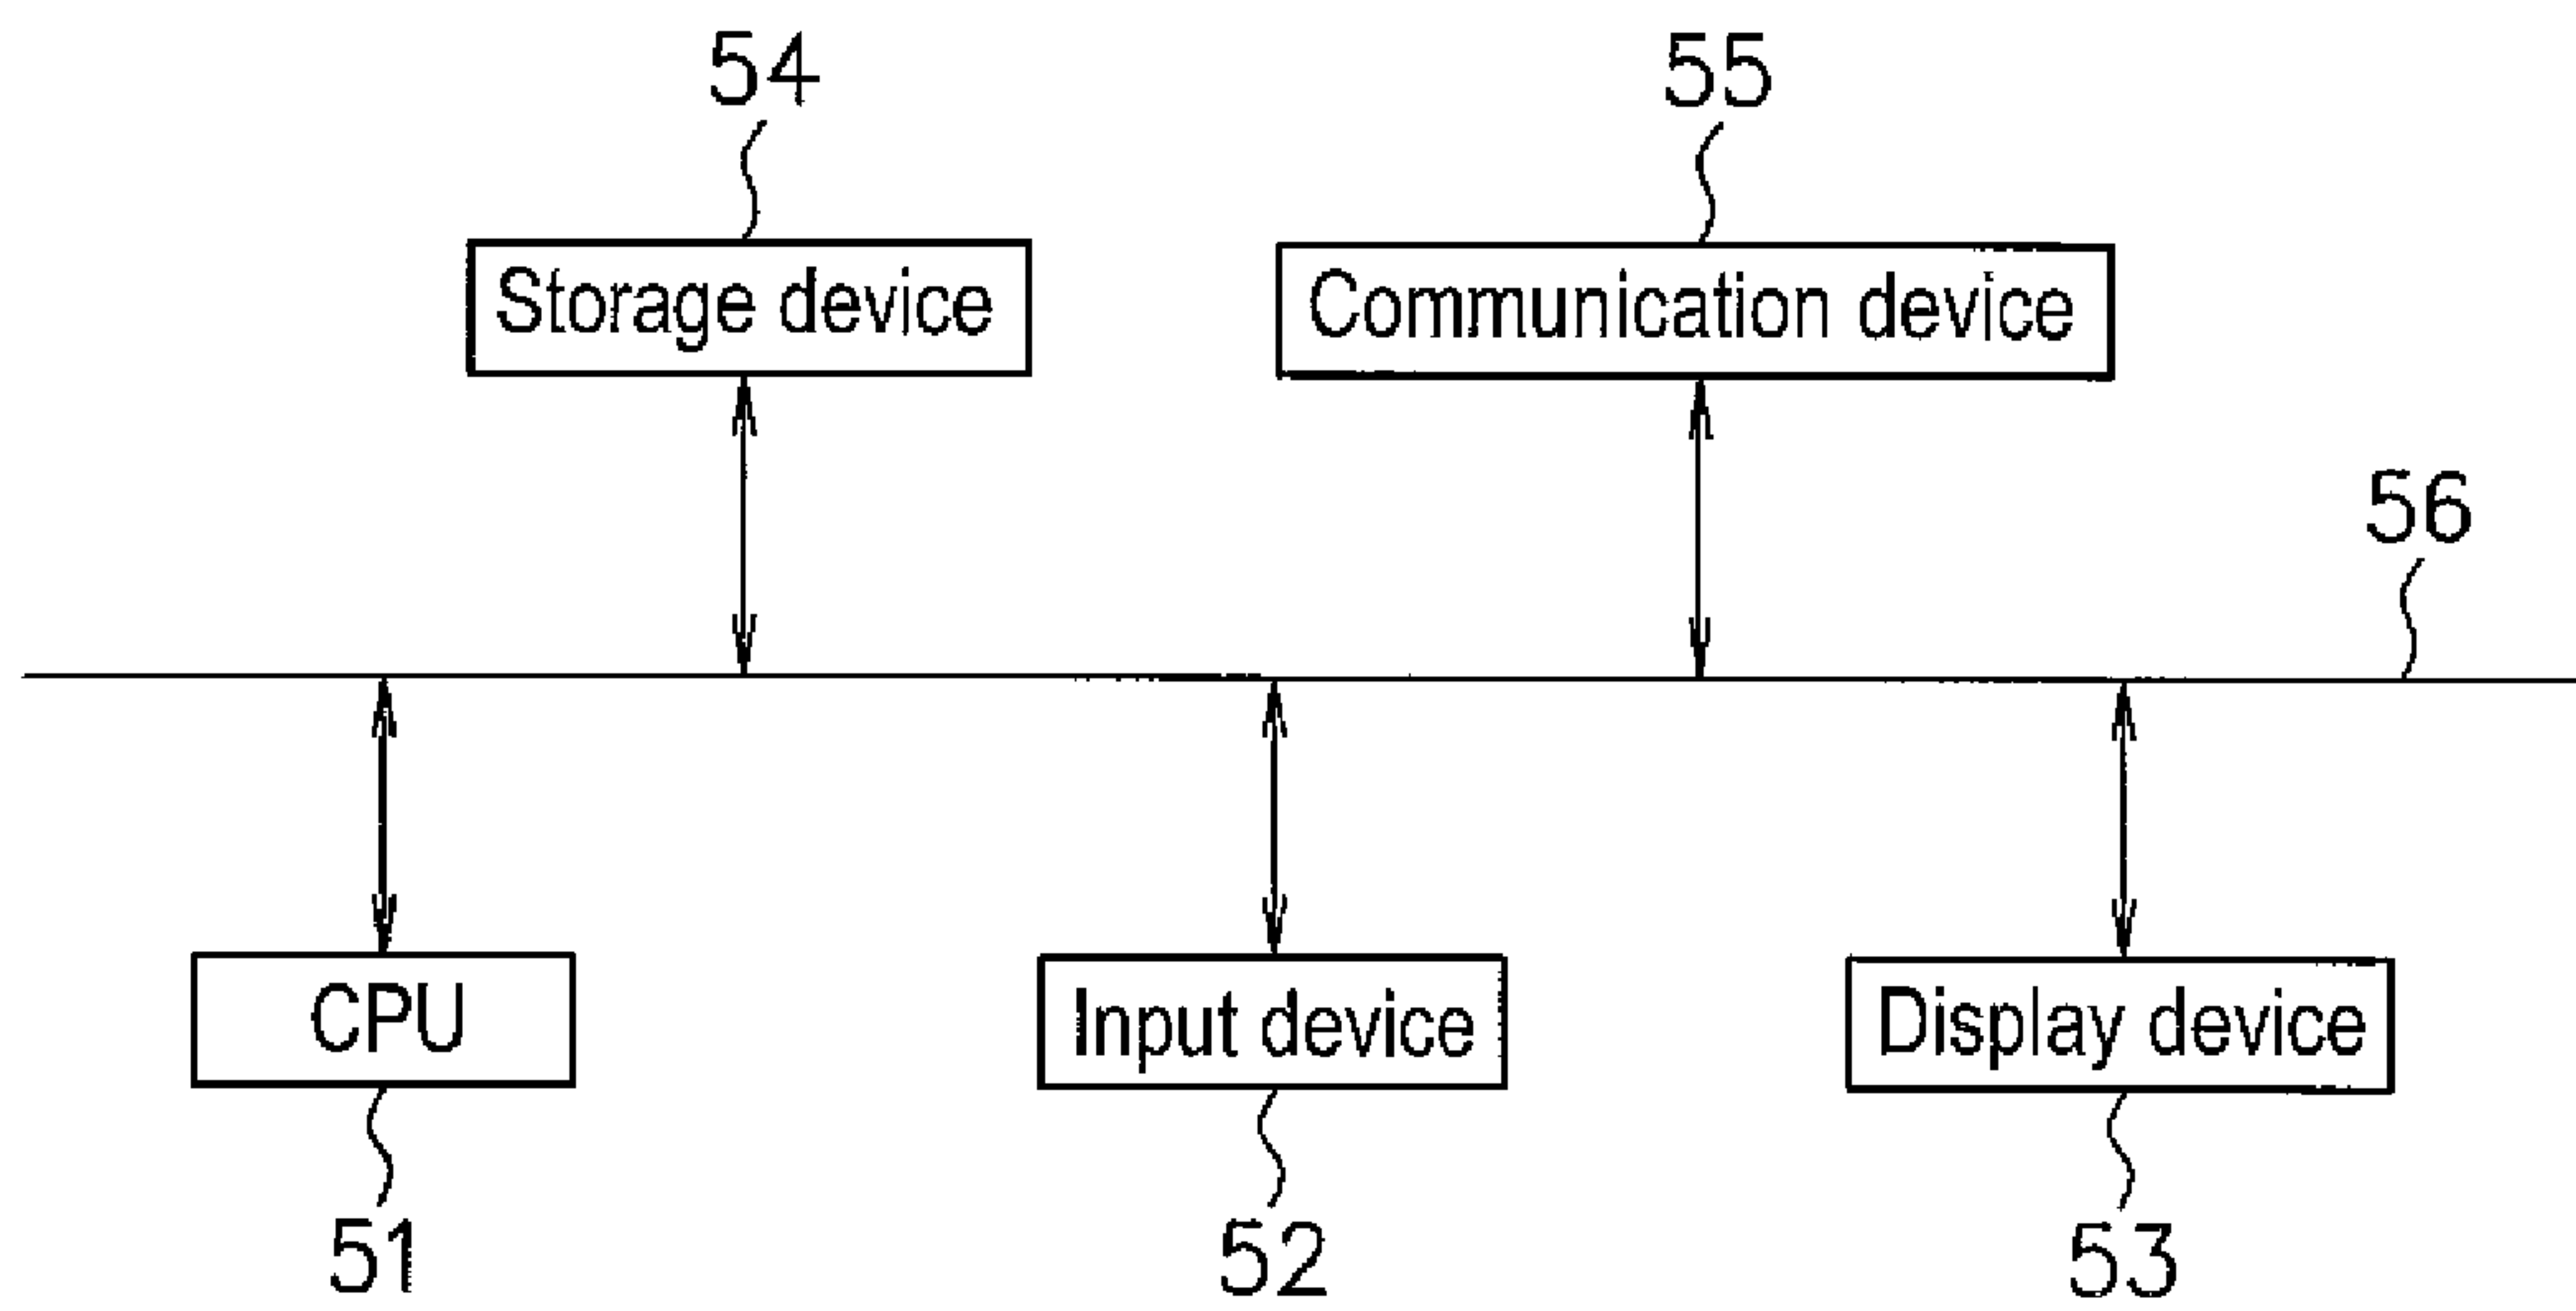 54
55
Storage device
Communication device
56
CPU
Input device
Display device
51
52
53